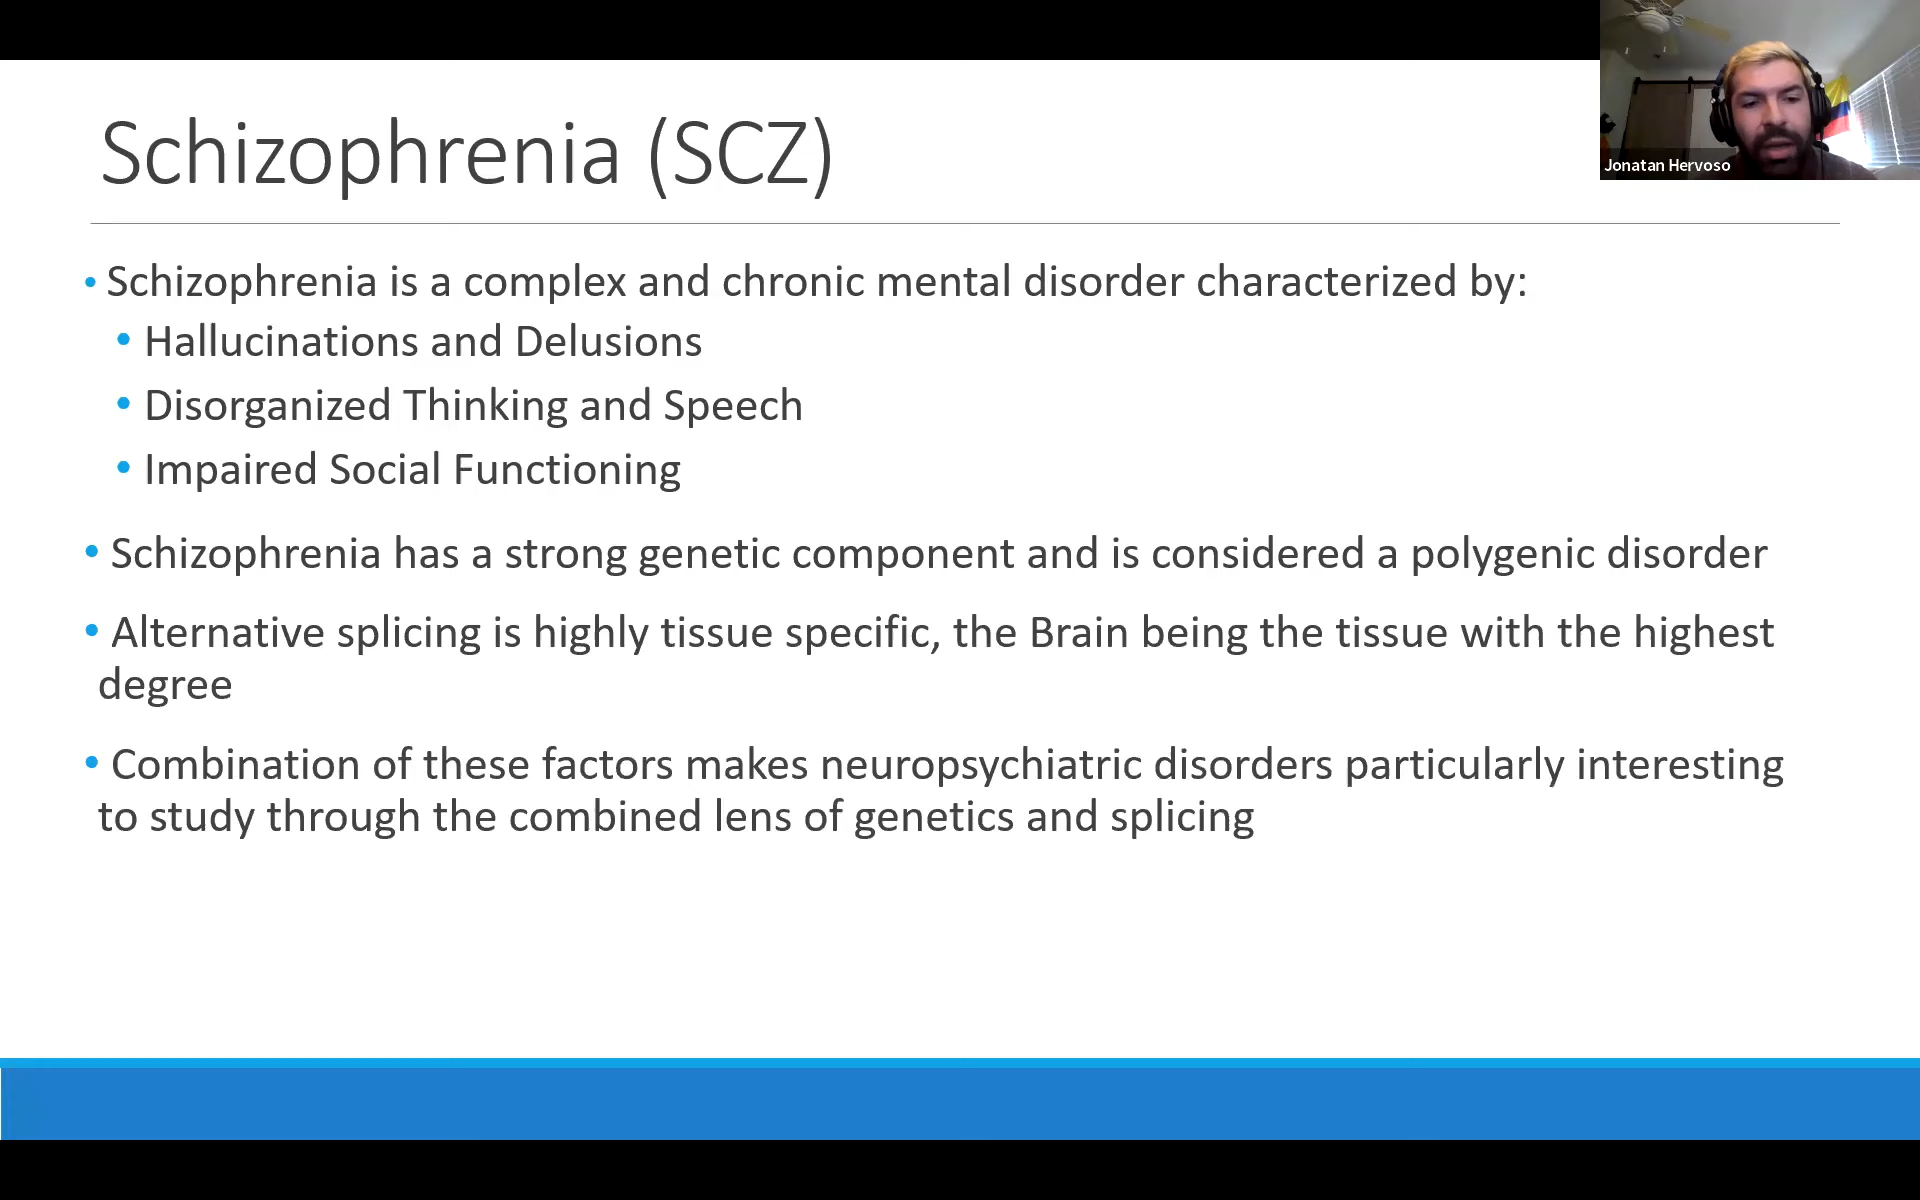 Schizophrenia (SCZ)
Jonatan Hervoso
• Schizophrenia is a complex and chronic mental disorder characterized by:
• Hallucinations and Delusions
• Disorganized Thinking and Speech
• Impaired Social Functioning
• Schizophrenia has a strong genetic component and is considered a polygenic disorder
• Alternative splicing is highly tissue specific, the Brain being the tissue with the highest
degree
• Combination of these factors makes neuropsychiatric disorders particularly interesting
to study through the combined lens of genetics and splicing